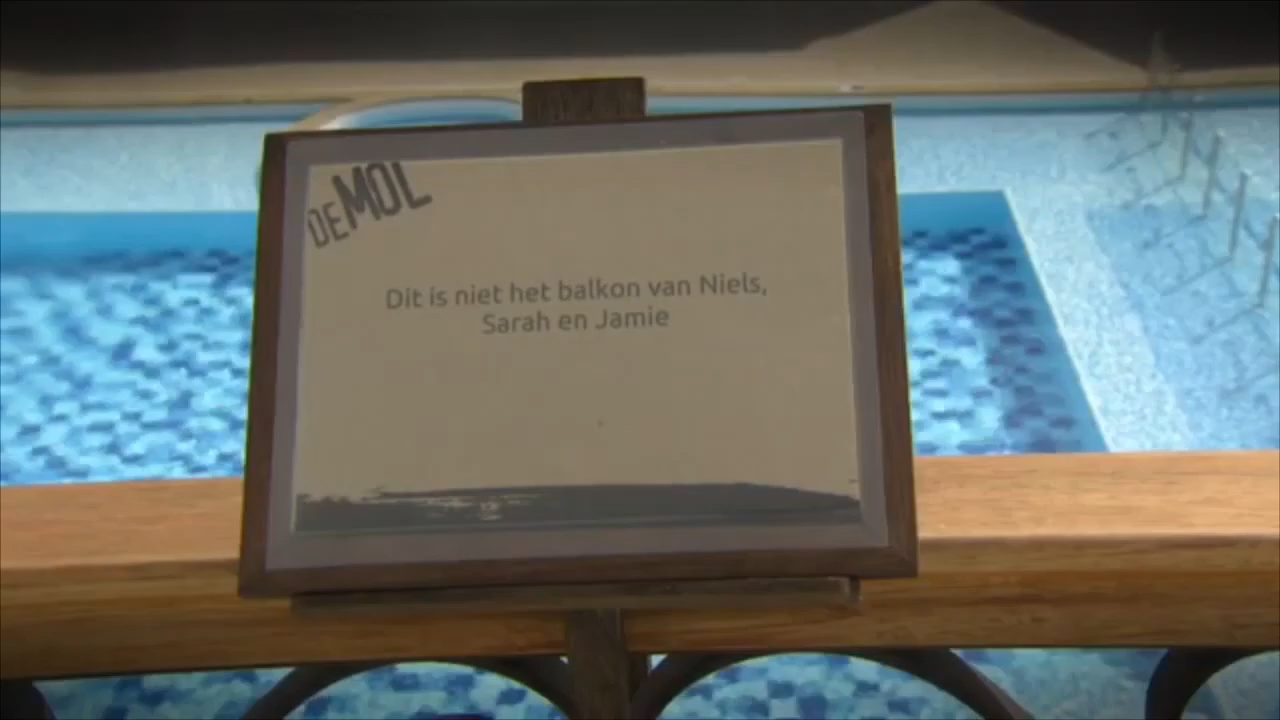 DE MOL
Dit is niet het balkon van Niels,
Sarah en Jamie